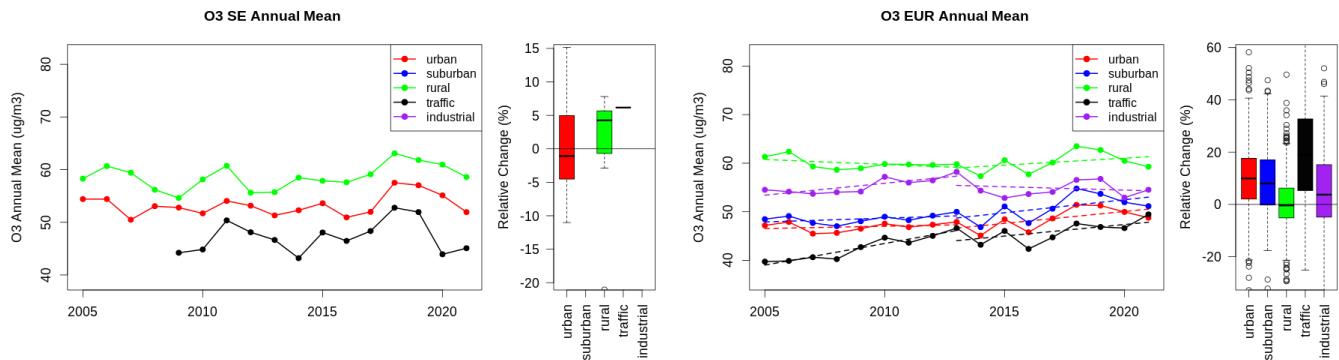 O3 SE Annual Mean
O3 Annual Mean (ug/m3)
80
70
60
50
40
2005
2010
2015
2020
urban
suburban
rural
traffic
industrial
Relative Change (%)
15
10
5
0
-5
-10
-15
-20
urban
suburban
rural
traffic
industrial
O3 EUR Annual Mean
O3 Annual Mean (ug/m3)
80
70
60
50
40
2005
2010
2015
2020
urban
suburban
rural
traffic
industrial
Relative Change (%)
60
40
20
0
-20
urban
suburban
rural
traffic
industrial